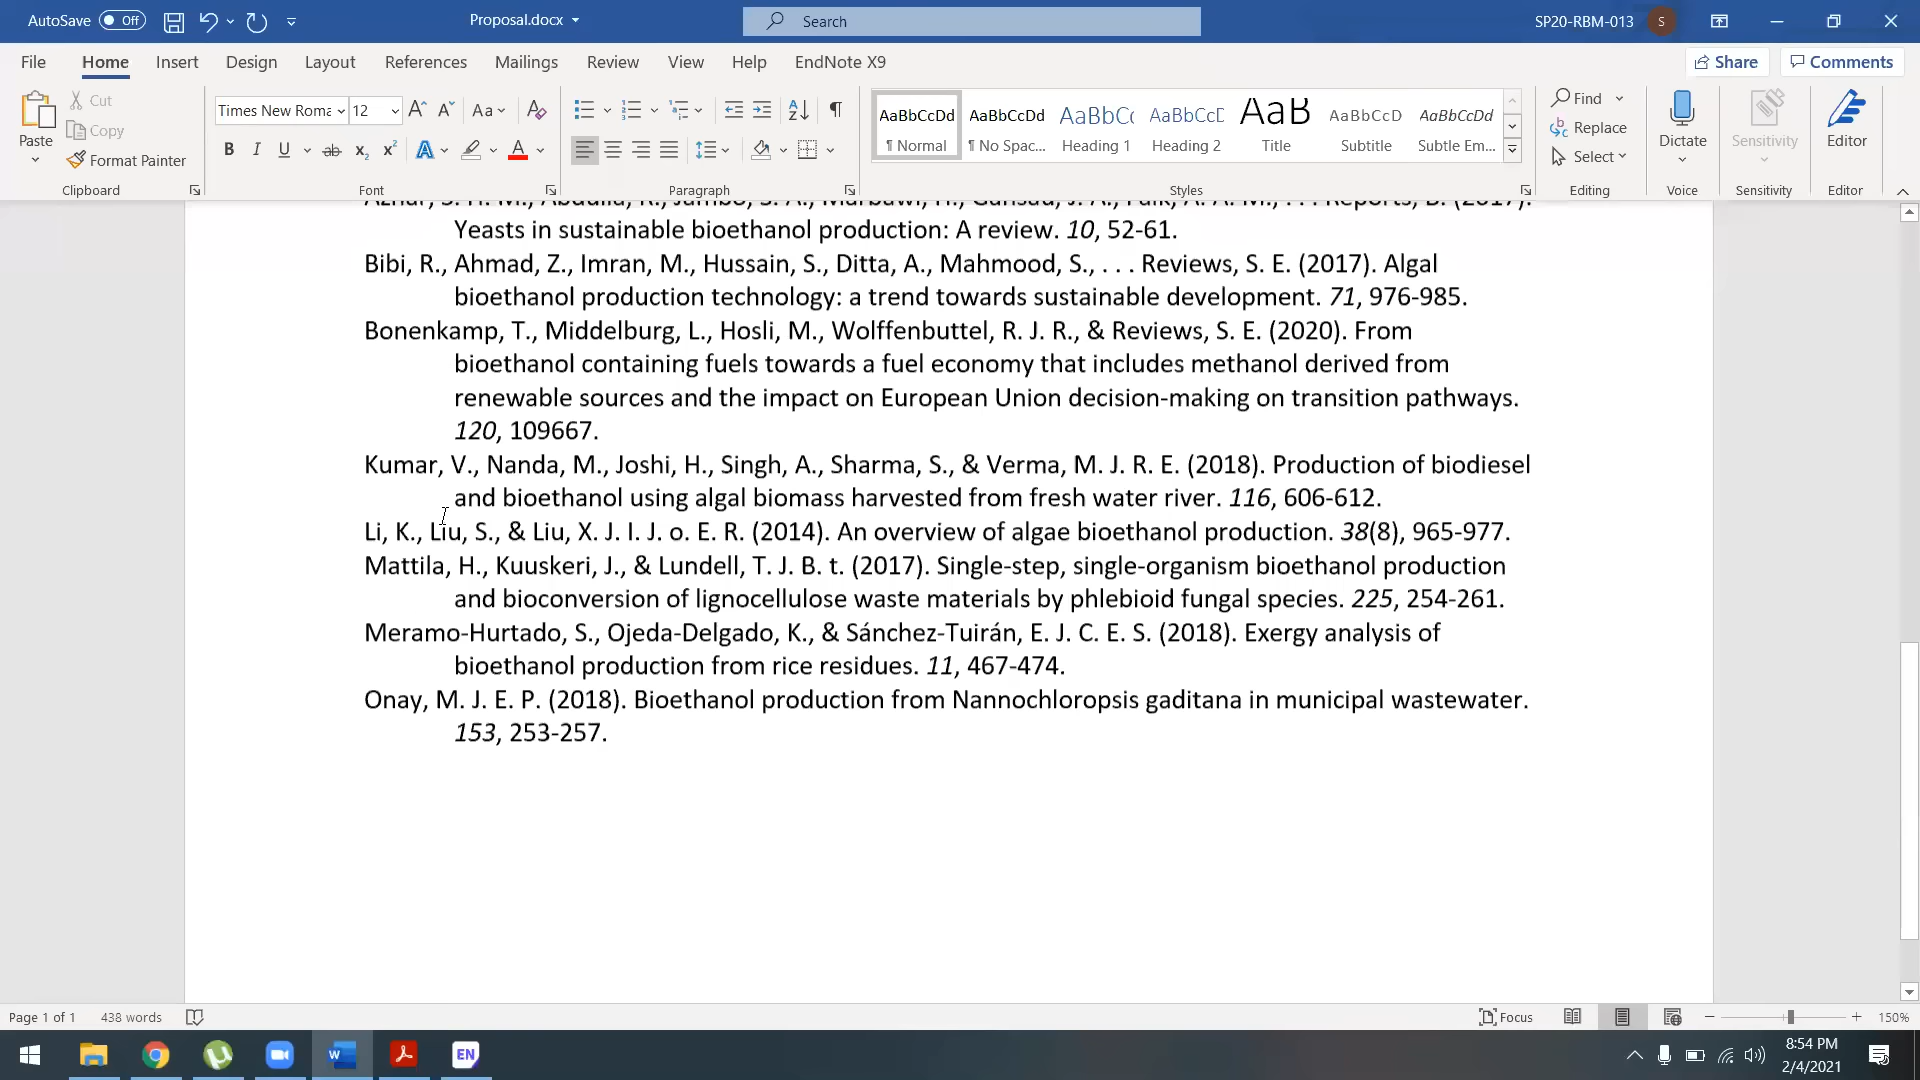 AutoSave Off Proposal.docx Search SP20-RBM-013 S
File Home Insert Design Layout References Mailings Review View Help EndNote X9 Share Comments
Paste Cut Copy Format Painter Clipboard
Times New Roma 12 Aa
B I U ab x2 x2 A A Font
Paragraph
AaBbCcDd AaBbCcDd AaBbCc AaBbCcD AaB AaBbCcD AaBbCcDd
¶ Normal ¶ No Spac... Heading 1 Heading 2 Title Subtitle Subtle Em...
Styles
Find Replace Select Editing
Dictate Voice
Sensitivity Sensitivity
Editor Editor
Yeasts in sustainable bioethanol production: A review. 10, 52-61.
Bibi, R., Ahmad, Z., Imran, M., Hussain, S., Ditta, A., Mahmood, S., . . . Reviews, S. E. (2017). Algal
bioethanol production technology: a trend towards sustainable development. 71, 976-985.
Bonenkamp, T., Middelburg, L., Hosli, M., Wolffenbuttel, R. J. R., & Reviews, S. E. (2020). From
bioethanol containing fuels towards a fuel economy that includes methanol derived from
renewable sources and the impact on European Union decision-making on transition pathways.
120, 109667.
Kumar, V., Nanda, M., Joshi, H., Singh, A., Sharma, S., & Verma, M. J. R. E. (2018). Production of biodiesel
and bioethanol using algal biomass harvested from fresh water river. 116, 606-612.
Li, K., Liu, S., & Liu, X. J. I. J. o. E. R. (2014). An overview of algae bioethanol production. 38(8), 965-977.
Mattila, H., Kuuskeri, J., & Lundell, T. J. B. t. (2017). Single-step, single-organism bioethanol production
and bioconversion of lignocellulose waste materials by phlebioid fungal species. 225, 254-261.
Meramo-Hurtado, S., Ojeda-Delgado, K., & Sánchez-Tuirán, E. J. C. E. S. (2018). Exergy analysis of
bioethanol production from rice residues. 11, 467-474.
Onay, M. J. E. P. (2018). Bioethanol production from Nannochloropsis gaditana in municipal wastewater.
153, 253-257.
Page 1 of 1 438 words Focus 150%
EN 8:54 PM
2/4/2021